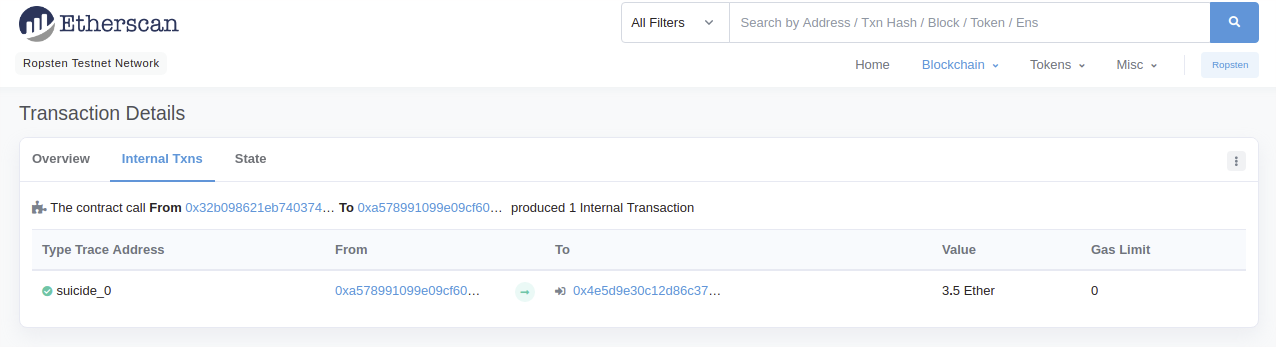 Etherscan
All Filters
Search by Address / Txn Hash / Block / Token / Ens
Ropsten Testnet Network
Home Blockchain Tokens Misc Ropsten
Transaction Details
Overview Internal Txns State
The contract call From 0x32b098621eb740374... To 0xa578991099e09cf60... produced 1 Internal Transaction
Type Trace Address From To Value Gas Limit
suicide_0 0xa578991099e09cf60... 0x4e5d9e30c12d86c37... 3.5 Ether 0